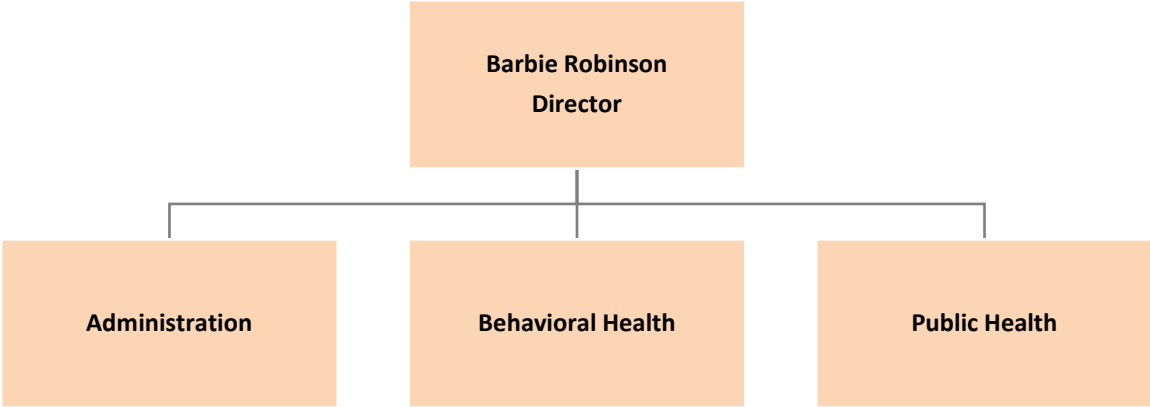 Barbie Robinson
Director
Administration
Behavioral Health
Public Health